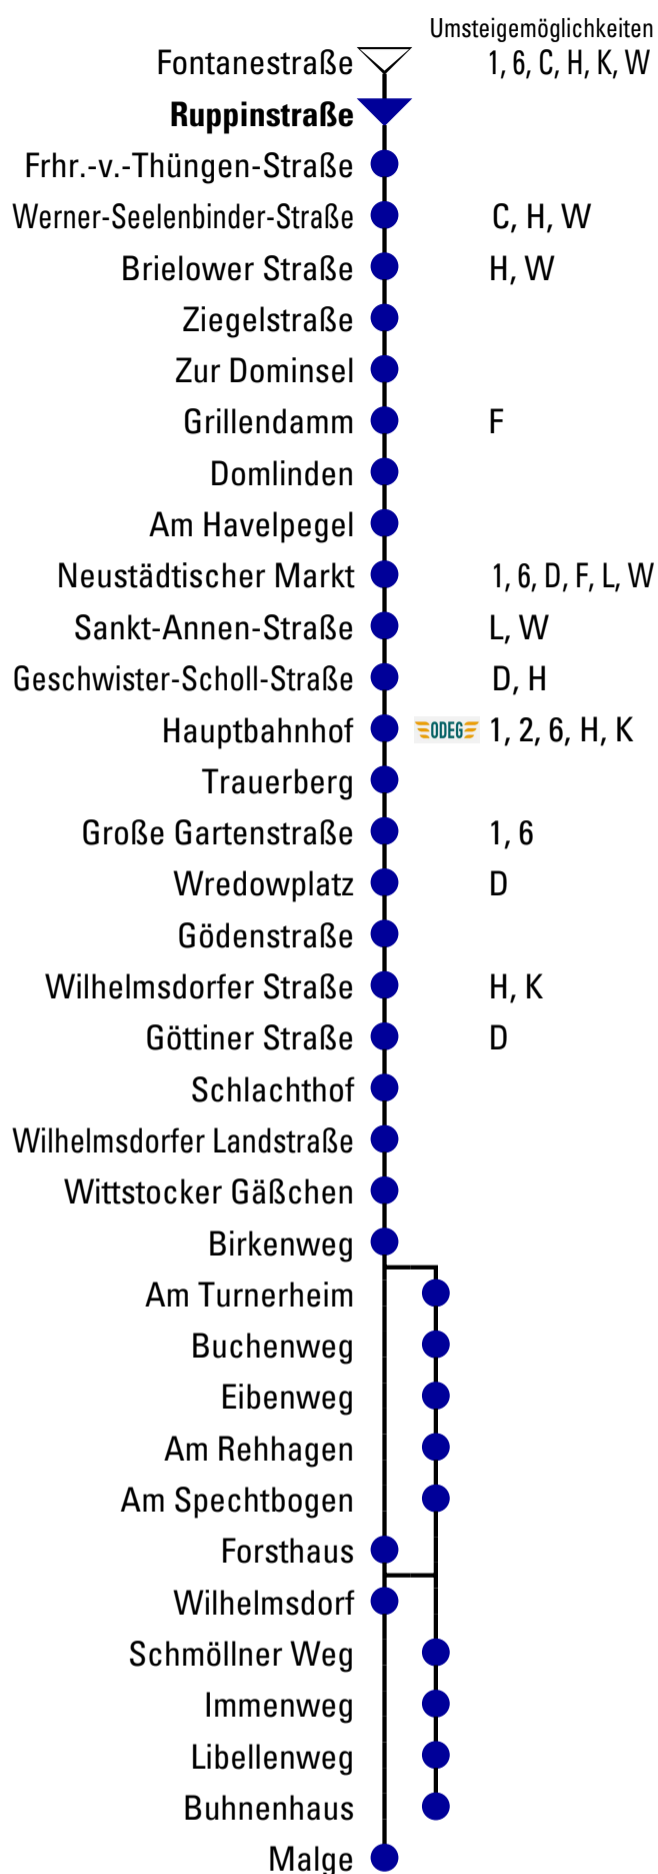 Umsteigemöglichkeiten
Fontanestraße 1, 6, C, H, K, W
Ruppinstraße
Frhr.-v.-Thüngen-Straße
Werner-Seelenbinder-Straße C, H, W
Brielower Straße H, W
Ziegelstraße
Zur Dominsel
Grillendamm F
Domlinden
Am Havelpegel
Neustädtischer Markt 1, 6, D, F, L, W
Sankt-Annen-Straße L, W
Geschwister-Scholl-Straße D, H
Hauptbahnhof ODEG 1, 2, 6, H, K
Trauerberg
Große Gartenstraße 1, 6
Wredowplatz D
Gödenstraße
Wilhelmsdorfer Straße H, K
Göttiner Straße D
Schlachthof
Wilhelmsdorfer Landstraße
Wittstocker Gäßchen
Birkenweg
Am Turnerheim
Buchenweg
Eibenweg
Am Rehhagen
Am Spechtbogen
Forsthaus
Wilhelmsdorf
Schmöllner Weg
Immenweg
Libellenweg
Buhnenhaus
Malge